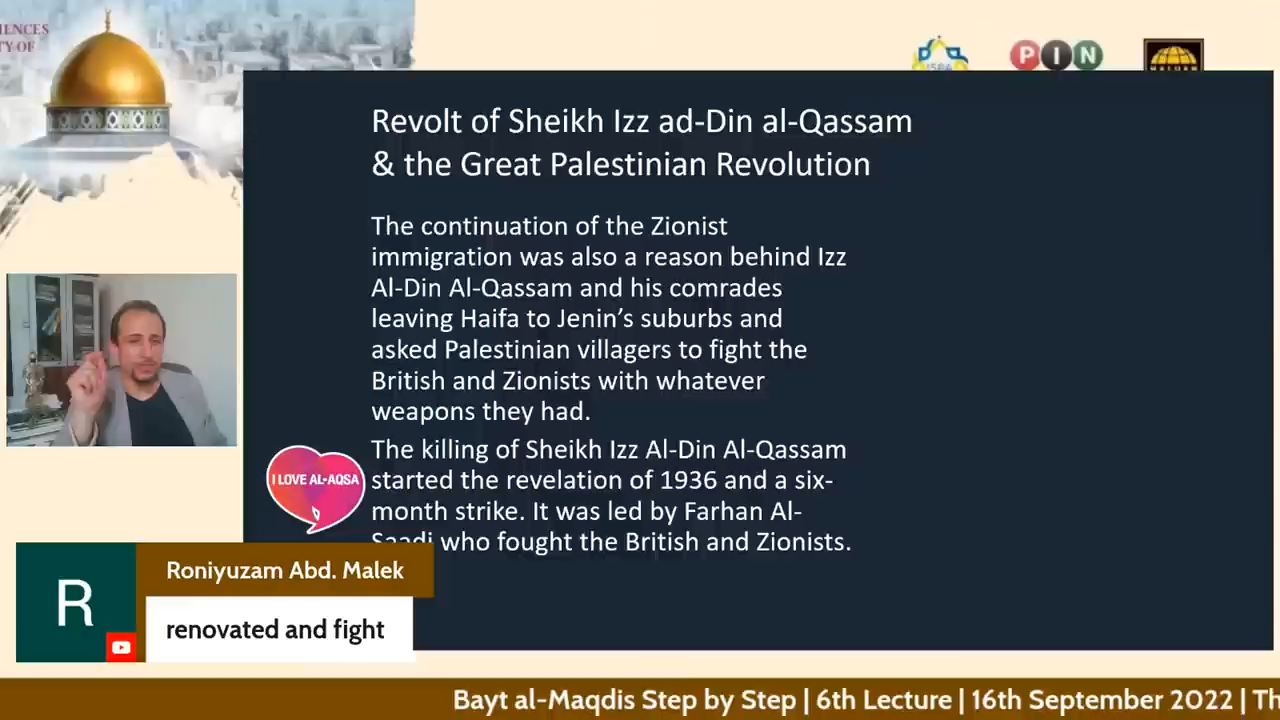 IENCES
TY OF
PIN
Revolt of Sheikh Izz ad-Din al-Qassam
& the Great Palestinian Revolution
The continuation of the Zionist
immigration was also a reason behind Izz
Al-Din Al-Qassam and his comrades
leaving Haifa to Jenin’s suburbs and
asked Palestinian villagers to fight the
British and Zionists with whatever
weapons they had.
The killing of Sheikh Izz Al-Din Al-Qassam
started the revelation of 1936 and a six-
month strike. It was led by Farhan Al-
Saadi who fought the British and Zionists.
I LOVE AL-AQSA
R
Roniyuzam Abd. Malek
renovated and fight
Bayt al-Maqdis Step by Step | 6th Lecture | 16th September 2022 | Th